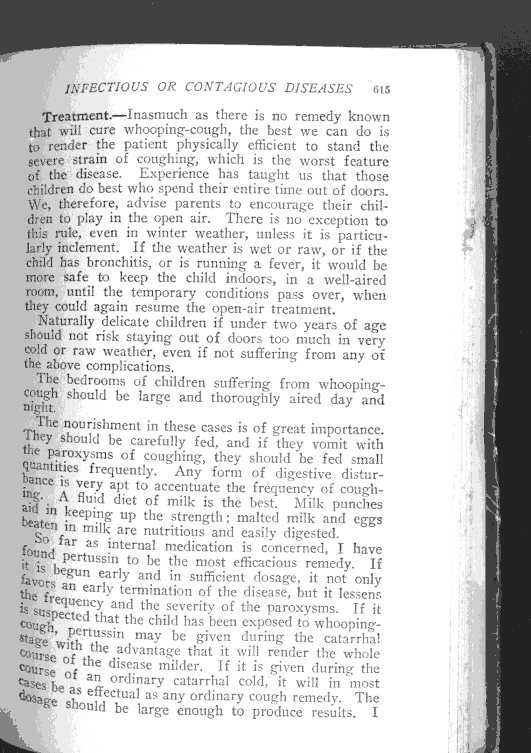 INFECTIOUS OR CONTAGIOUS DISEASES 615
Treatment.—Inasmuch as there is no remedy known
that will cure whooping-cough, the best we can do is
to render the patient physically efficient to stand the
severe strain of coughing, which is the worst feature
of the disease. Experience has taught us that those
children do best who spend their entire time out of doors.
We, therefore, advise parents to encourage their chil-
dren to play in the open air. There is no exception to
this rule, even in winter weather, unless it is particu-
larly inclement. If the weather is wet or raw, or if the
child has bronchitis, or is running a fever, it would be
more safe to keep the child indoors, in a well-aired
room, until the temporary conditions pass over, when
they could again resume the open-air treatment.
Naturally delicate children if under two years of age
should not risk staying out of doors too much in very
cold or raw weather, even if not suffering from any of
the above complications.
The bedrooms of children suffering from whooping-
cough should be large and thoroughly aired day and
night.
The nourishment in these cases is of great importance.
They should be carefully fed, and if they vomit with
the paroxysms of coughing, they should be fed small
quantities frequently. Any form of digestive distur-
bance is very apt to accentuate the frequency of cough-
ing. A fluid diet of milk is the best. Milk punches
aid in keeping up the strength; malted milk and eggs
beaten in milk are nutritious and easily digested.
So far as internal medication is concerned, I have
found pertussin to be the most efficacious remedy. If
it is begun early and in sufficient dosage, it not only
favors an early termination of the disease, but it lessens
the frequency and the severity of the paroxysms. If it
is suspected that the child has been exposed to whooping-
cough, pertussin may be given during the catarrhal
stage with the advantage that it will render the whole
course of the disease milder. If it is given during the
course of an ordinary catarrhal cold, it will in most
cases be as effectual as any ordinary cough remedy. The
dosage should be large enough to produce results. I